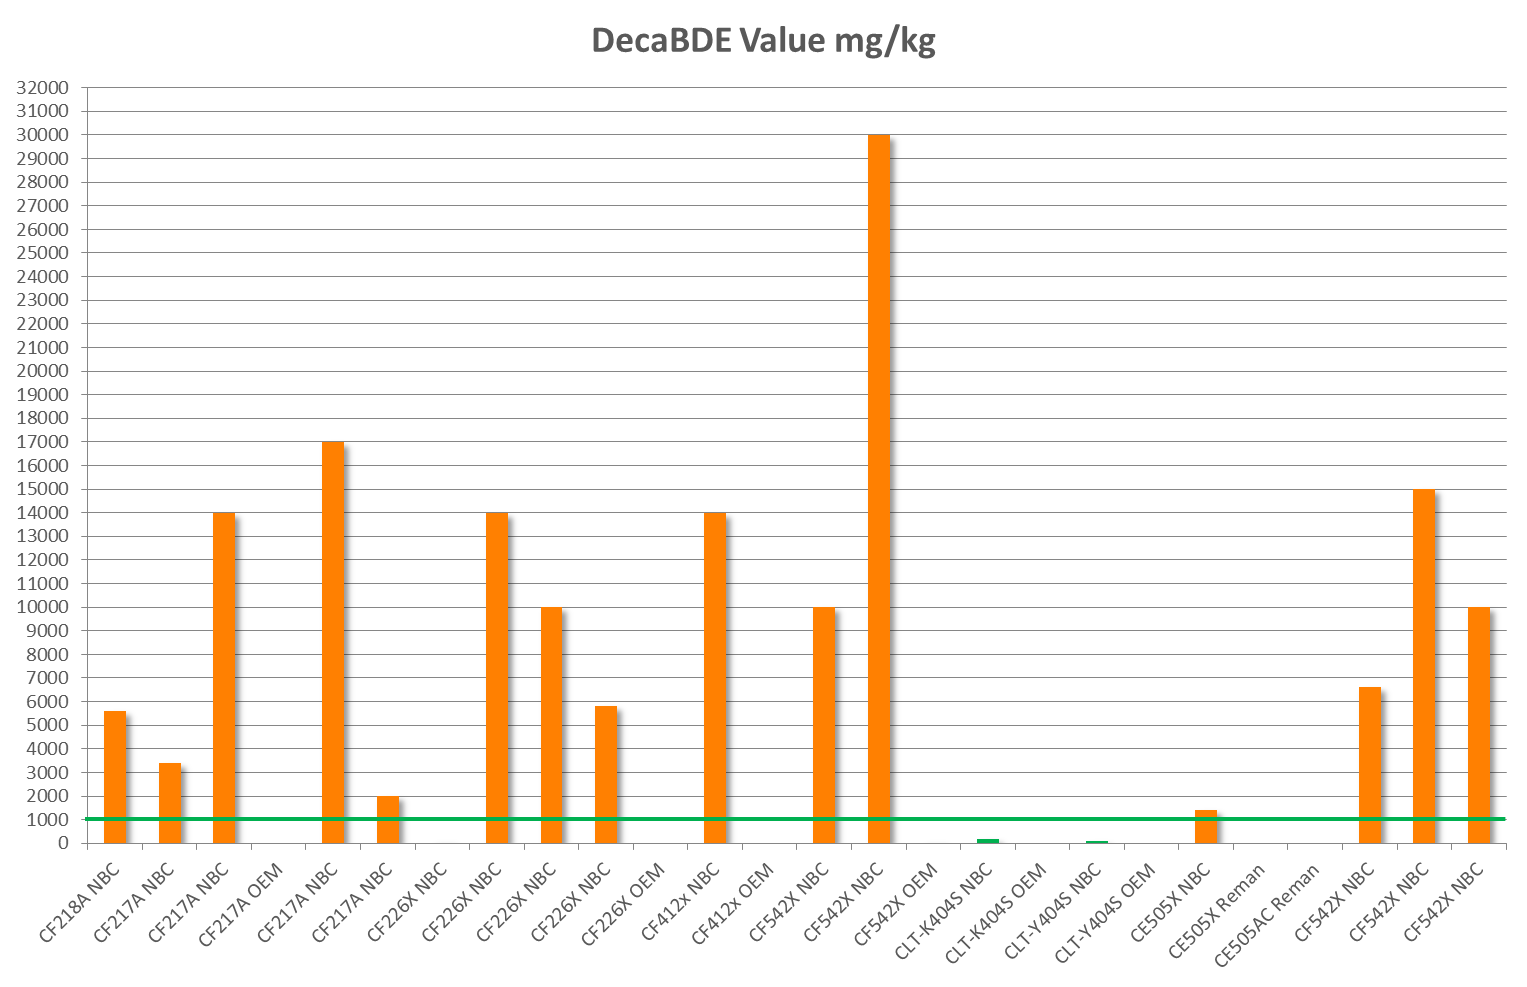 DecaBDE Value mg/kg
32000
31000
30000
29000
28000
27000
26000
25000
24000
23000
22000
21000
20000
19000
18000
17000
16000
15000
14000
13000
12000
11000
10000
9000
8000
7000
6000
5000
4000
3000
2000
1000
0
CF218A NBC
CF217A NBC
CF217A NBC
CF217A OEM
CF217A NBC
CF217A NBC
CF226X NBC
CF226X NBC
CF226X NBC
CF226X NBC
CF226X OEM
CF412x NBC
CF412x OEM
CF542X NBC
CF542X NBC
CF542X OEM
CLT-K404S NBC
CLT-K404S OEM
CLT-Y404S NBC
CLT-Y404S OEM
CE505X NBC
CE505X Reman
CE505AC Reman
CF542X NBC
CF542X NBC
CF542X NBC